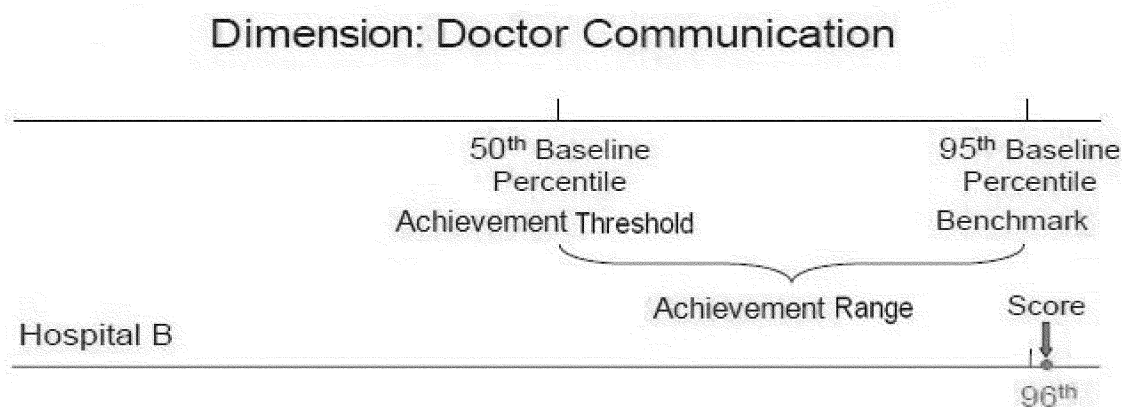 Dimension: Doctor Communication
50th Baseline Percentile
95th Baseline Percentile
Achievement Threshold
Benchmark
Achievement Range
Score
Hospital B
96th